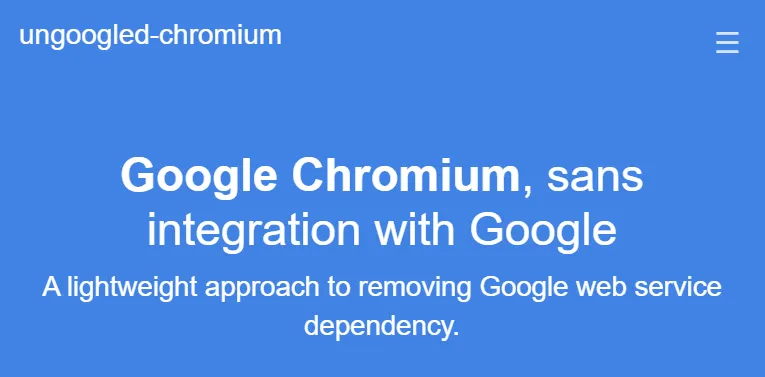 ungoogled-chromium
Google Chromium, sans
integration with Google
A lightweight approach to removing Google web service
dependency.